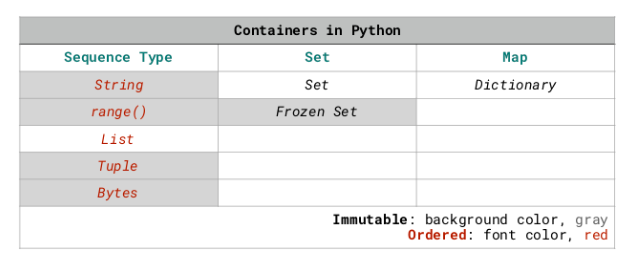 Containers in Python
Sequence Type Set Map
String Set Dictionary
range() Frozen Set
List
Tuple
Bytes
Immutable: background color, gray
Ordered: font color, red